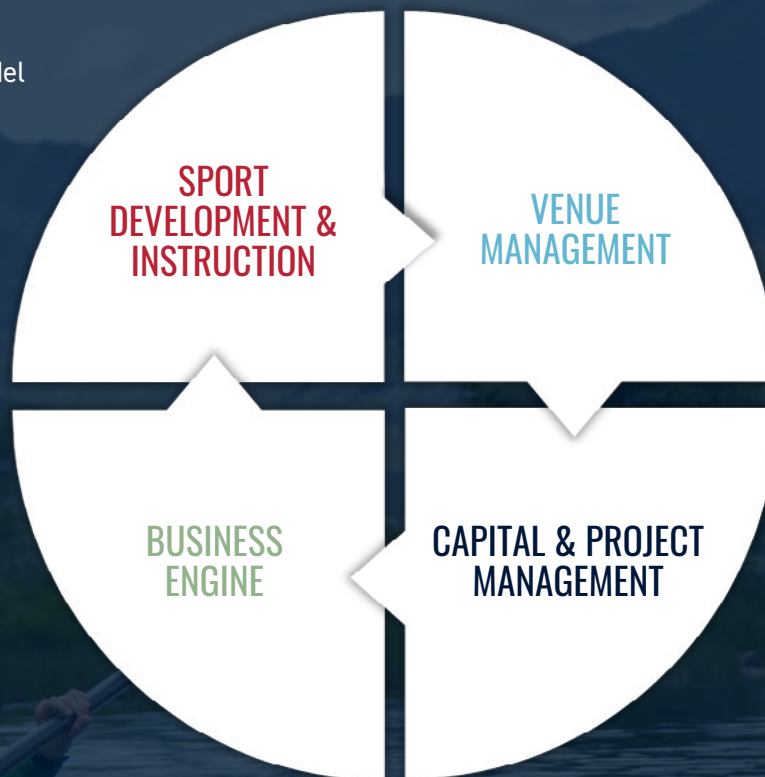 SPORT
DEVELOPMENT &
INSTRUCTION
VENUE
MANAGEMENT
BUSINESS
ENGINE
CAPITAL & PROJECT
MANAGEMENT